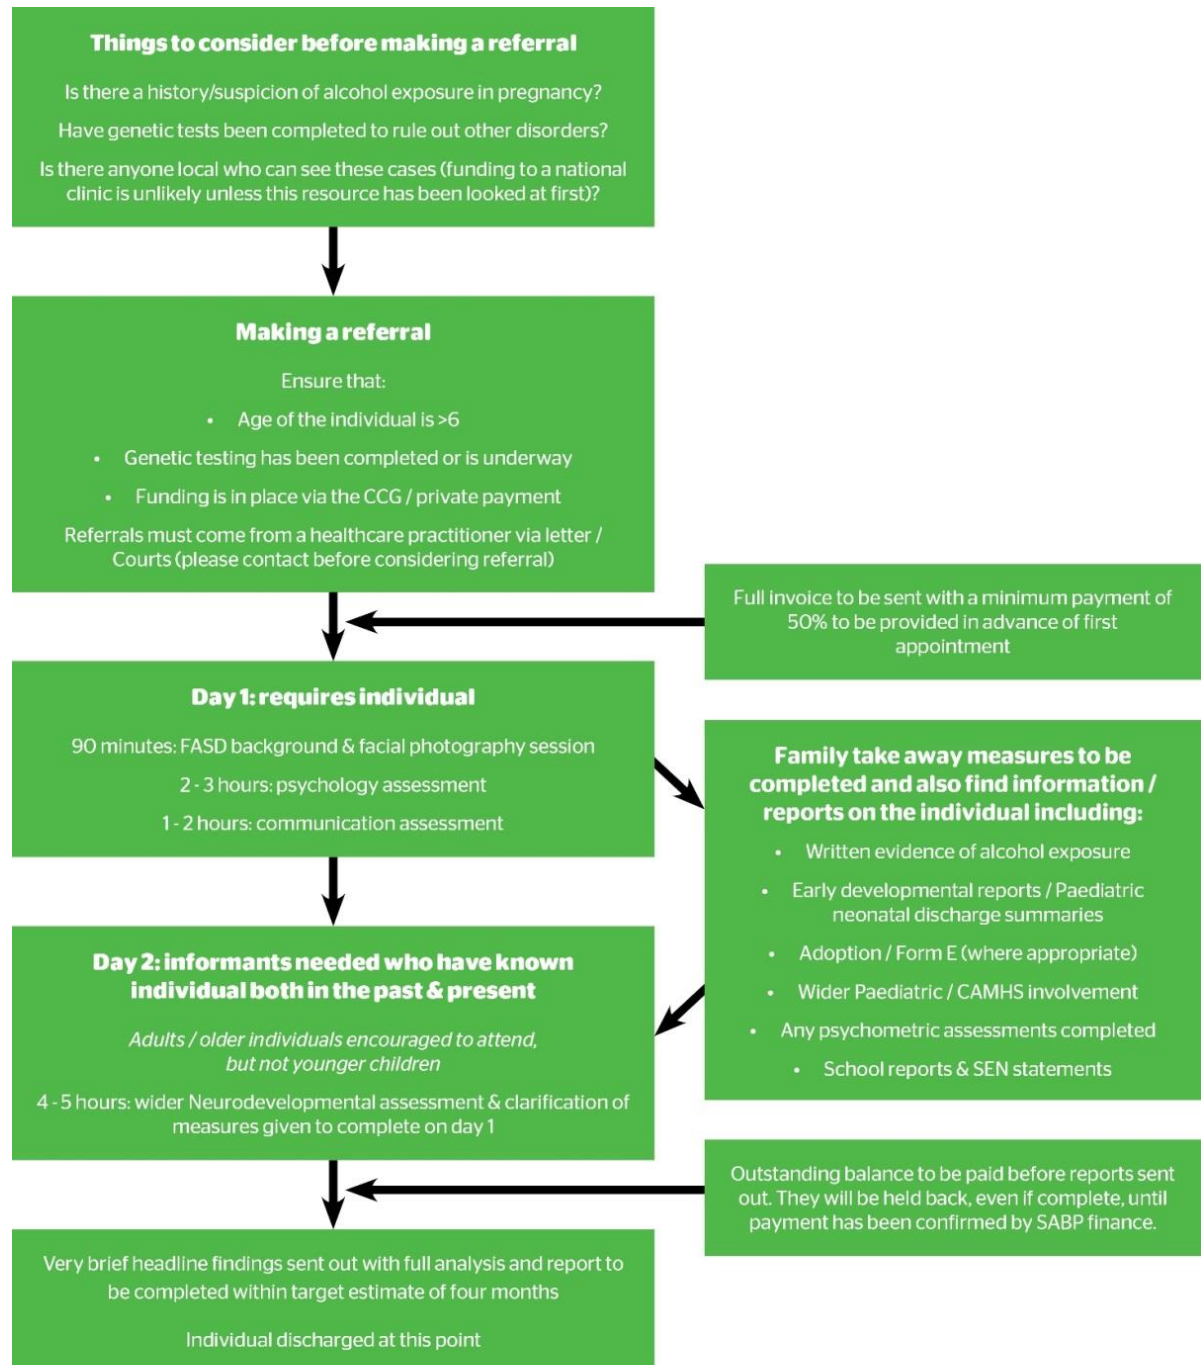 Things to consider before making a referral
Is there a history/suspicion of alcohol exposure in pregnancy?
Have genetic tests been completed to rule out other disorders?
Is there anyone local who can see these cases (funding to a national
clinic is unlikely unless this resource has been looked at first)?
Making a referral
Ensure that:
• Age of the individual is >6
• Genetic testing has been completed or is underway
• Funding is in place via the CCG / private payment
Referrals must come from a healthcare practitioner via letter /
Courts (please contact before considering referral)
Full invoice to be sent with a minimum payment of
50% to be provided in advance of first
appointment
Day 1: requires individual
90 minutes: FASD background & facial photography session
2 - 3 hours: psychology assessment
1 - 2 hours: communication assessment
Family take away measures to be
completed and also find information /
reports on the individual including:
• Written evidence of alcohol exposure
• Early developmental reports / Paediatric
neonatal discharge summaries
• Adoption / Form E (where appropriate)
• Wider Paediatric / CAMHS involvement
• Any psychometric assessments completed
• School reports & SEN statements
Day 2: informants needed who have known
individual both in the past & present
Adults / older individuals encouraged to attend,
but not younger children
4 - 5 hours: wider Neurodevelopmental assessment & clarification of
measures given to complete on day 1
Outstanding balance to be paid before reports sent
out. They will be held back, even if complete, until
payment has been confirmed by SABP finance.
Very brief headline findings sent out with full analysis and report to
be completed within target estimate of four months
Individual discharged at this point